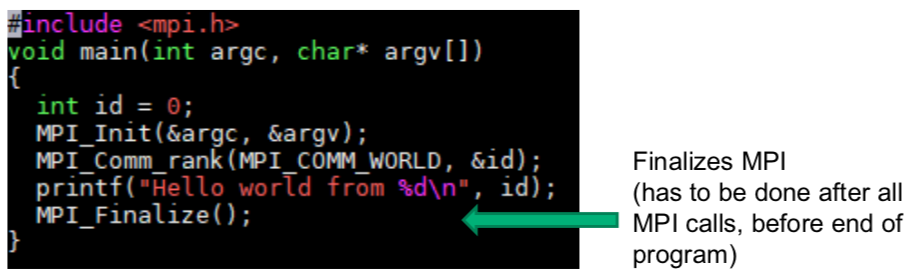 #include <mpi.h>
void main(int argc, char* argv[])
{
  int id = 0;
  MPI_Init(&argc, &argv);
  MPI_Comm_rank(MPI_COMM_WORLD, &id);
  printf("Hello world from %d\n", id);
  MPI_Finalize();
}
Finalizes MPI
(has to be done after all
MPI calls, before end of
program)